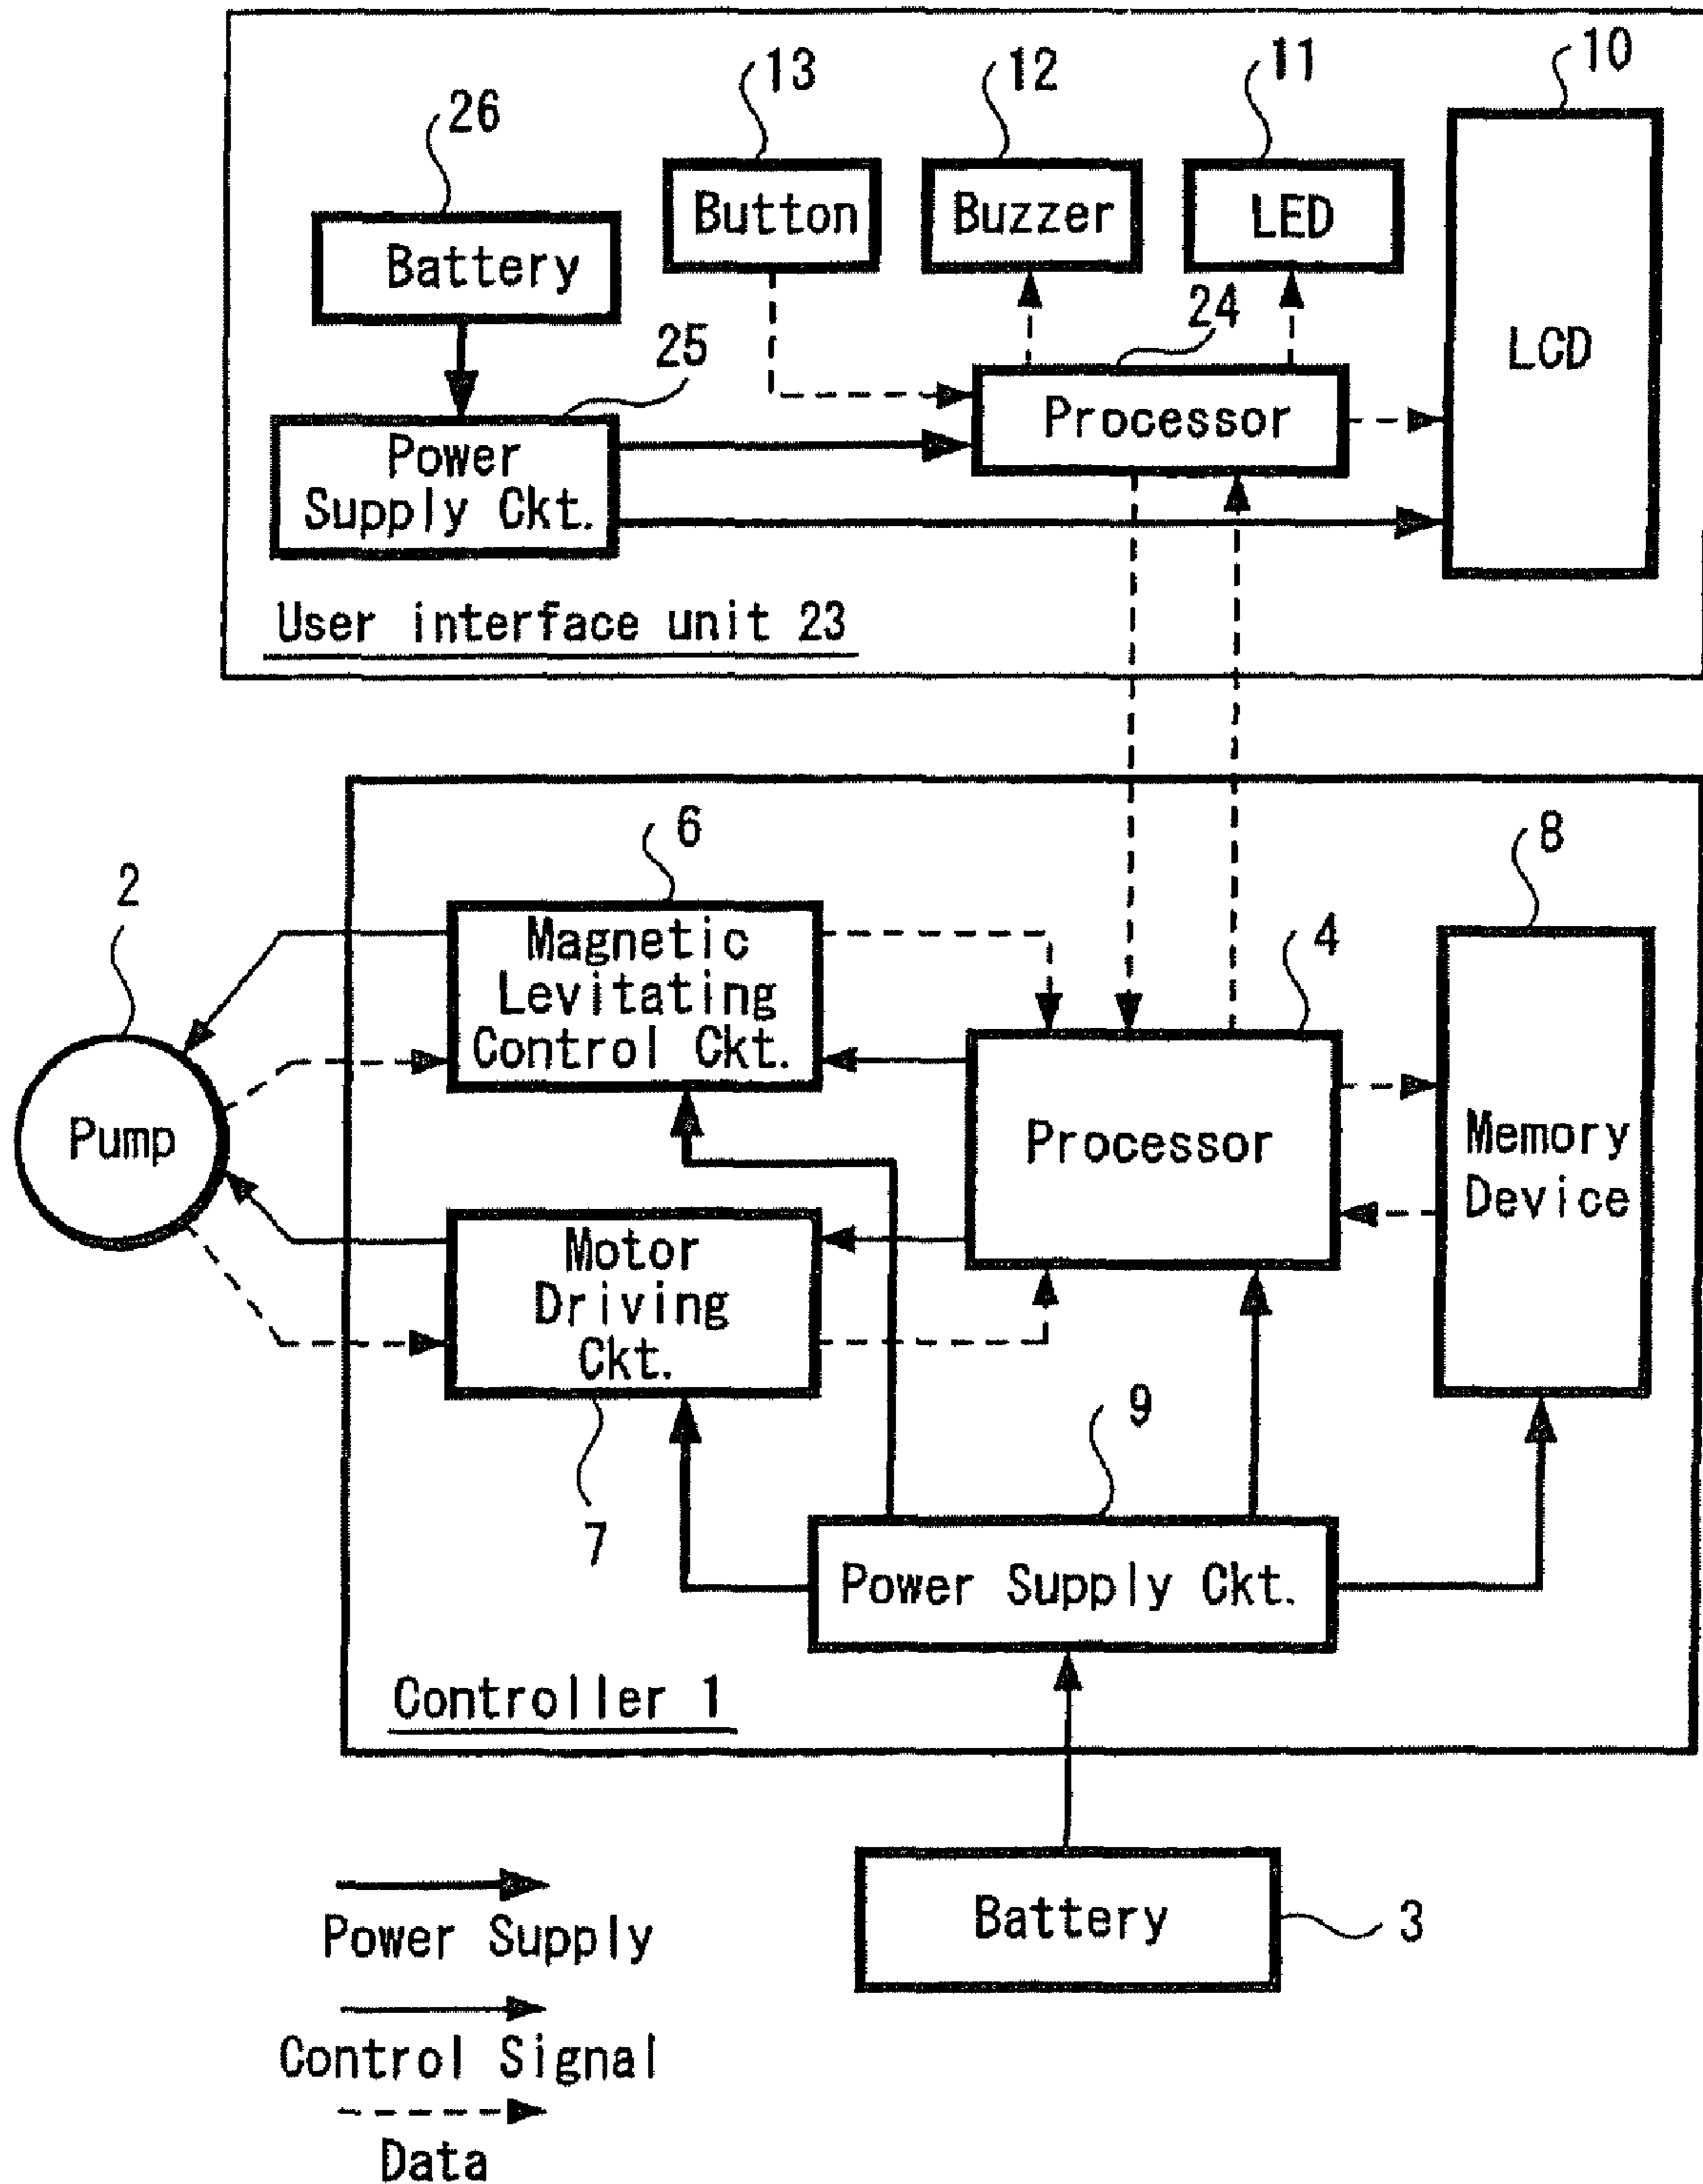 10
11
12
13
26
Button
Buzzer
LED
Battery
24
25
LCD
Processor
Power
Supply Ckt.
User interface unit 23
6
8
2
4
Magnetic
Levitating
Control Ckt.
Pump
Processor
Memory
Device
Motor
Driving
Ckt.
9
7
Power Supply Ckt.
Controller 1
Battery
3
Power Supply
Control Signal
Data